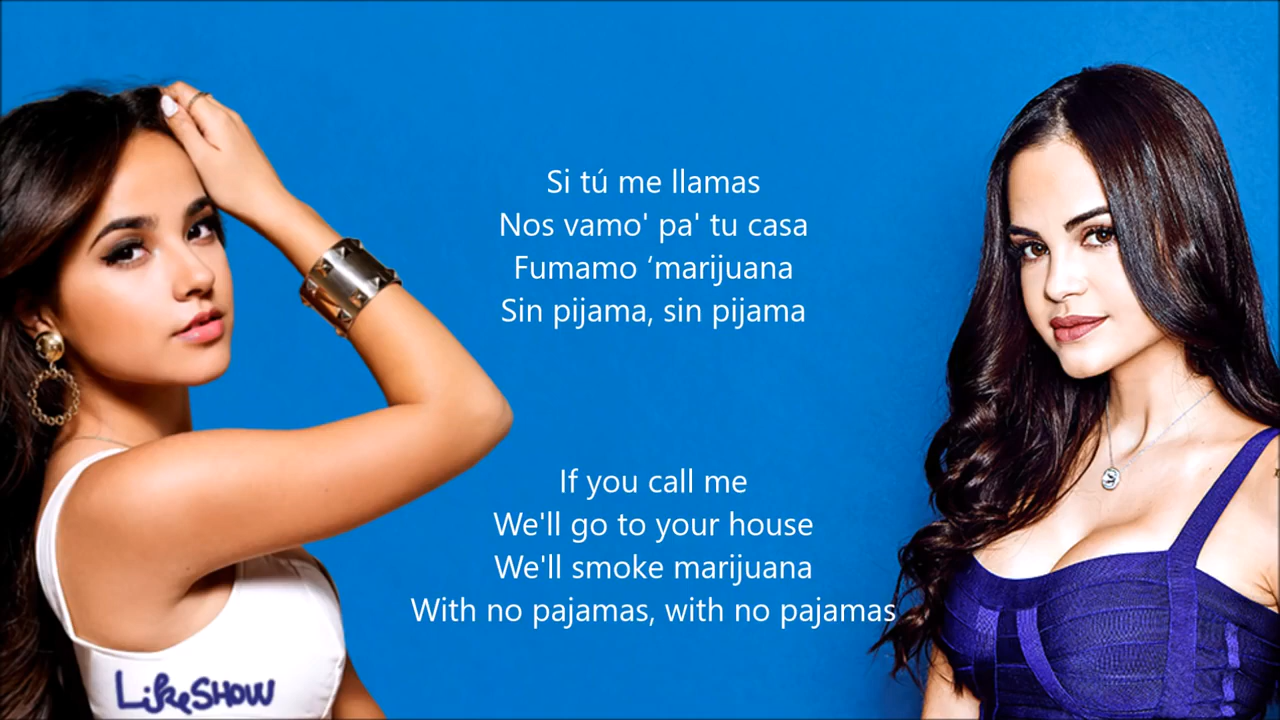 Si tú me llamas
Nos vamo' pa' tu casa
Fumamo ‘marijuana
Sin pijama, sin pijama
If you call me
We'll go to your house
We'll smoke marijuana
With no pajamas, with no pajamas
LikeSHOW